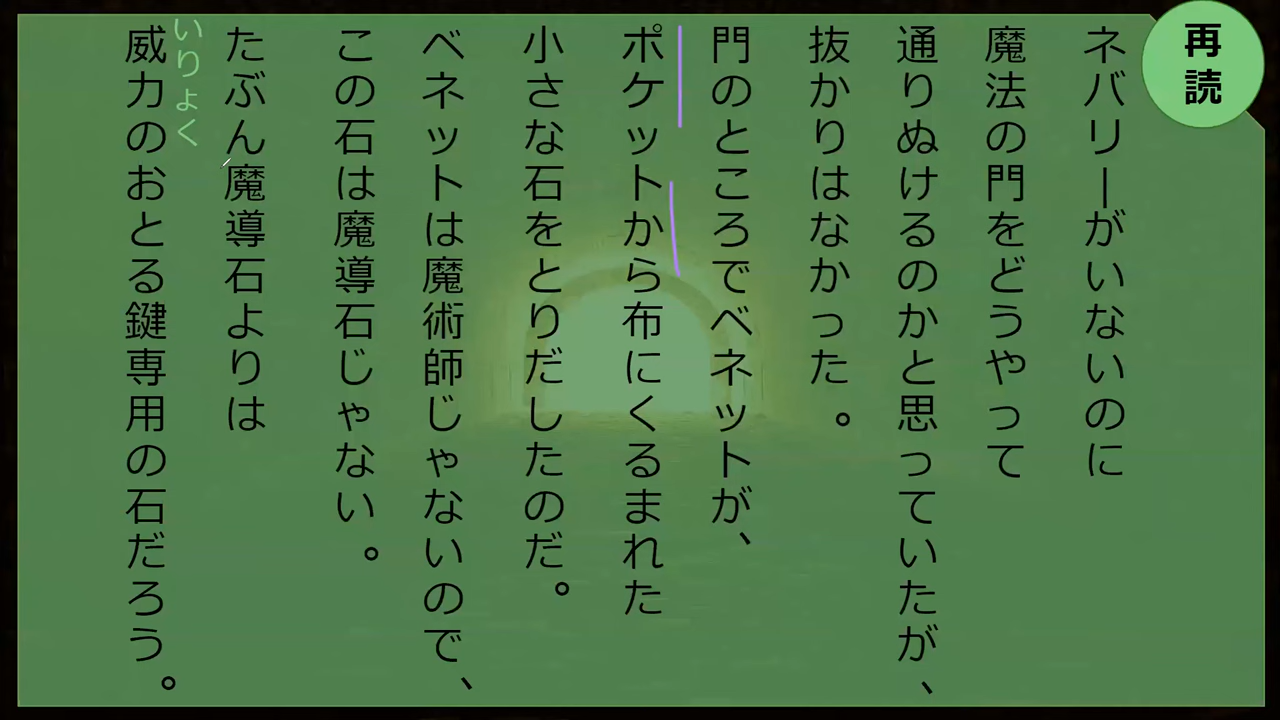 再読
ネバリーがいないのに
魔法の門をどうやって
通りぬけるのかと思っていたが、
抜かりはなかった。
門のところでベネットが、
ポケットから布にくるまれた
小さな石をとりだしたのだ。
ベネットは魔術師じゃないので、
この石は魔導石じゃない。
たぶん魔導石よりは
いりょく
威力のおとる鍵専用の石だろう。